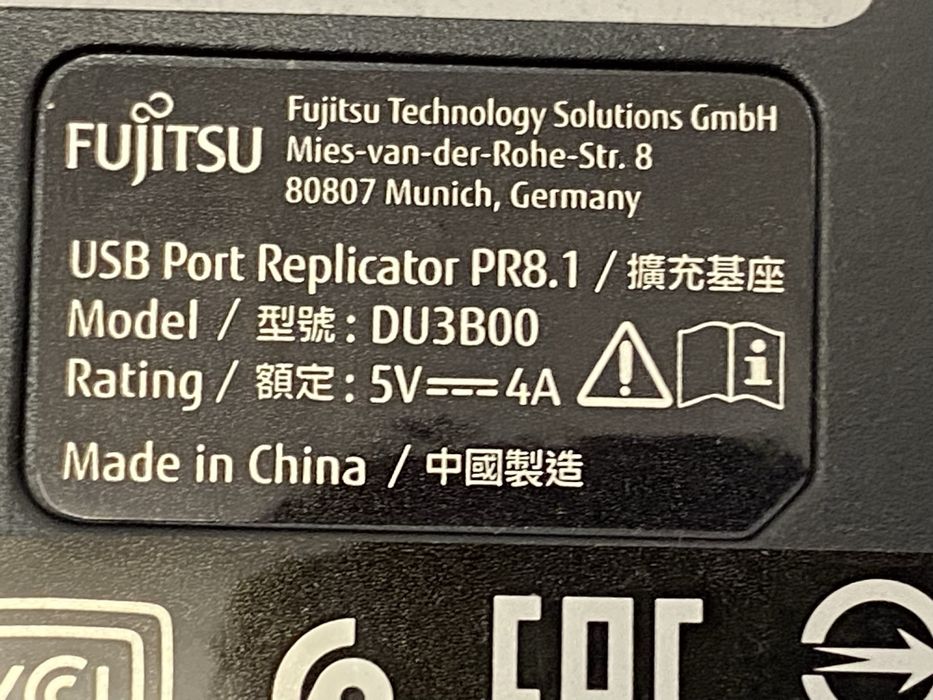 FUJITSU
Fujitsu Technology Solutions GmbH
Mies-van-der-Rohe-Str. 8
80807 Munich, Germany
USB Port Replicator PR8.1 / 擴充基座
Model / 型號 : DU3B00
Rating / 額定 : 5V⎓4A
Made in China / 中國製造
EAC